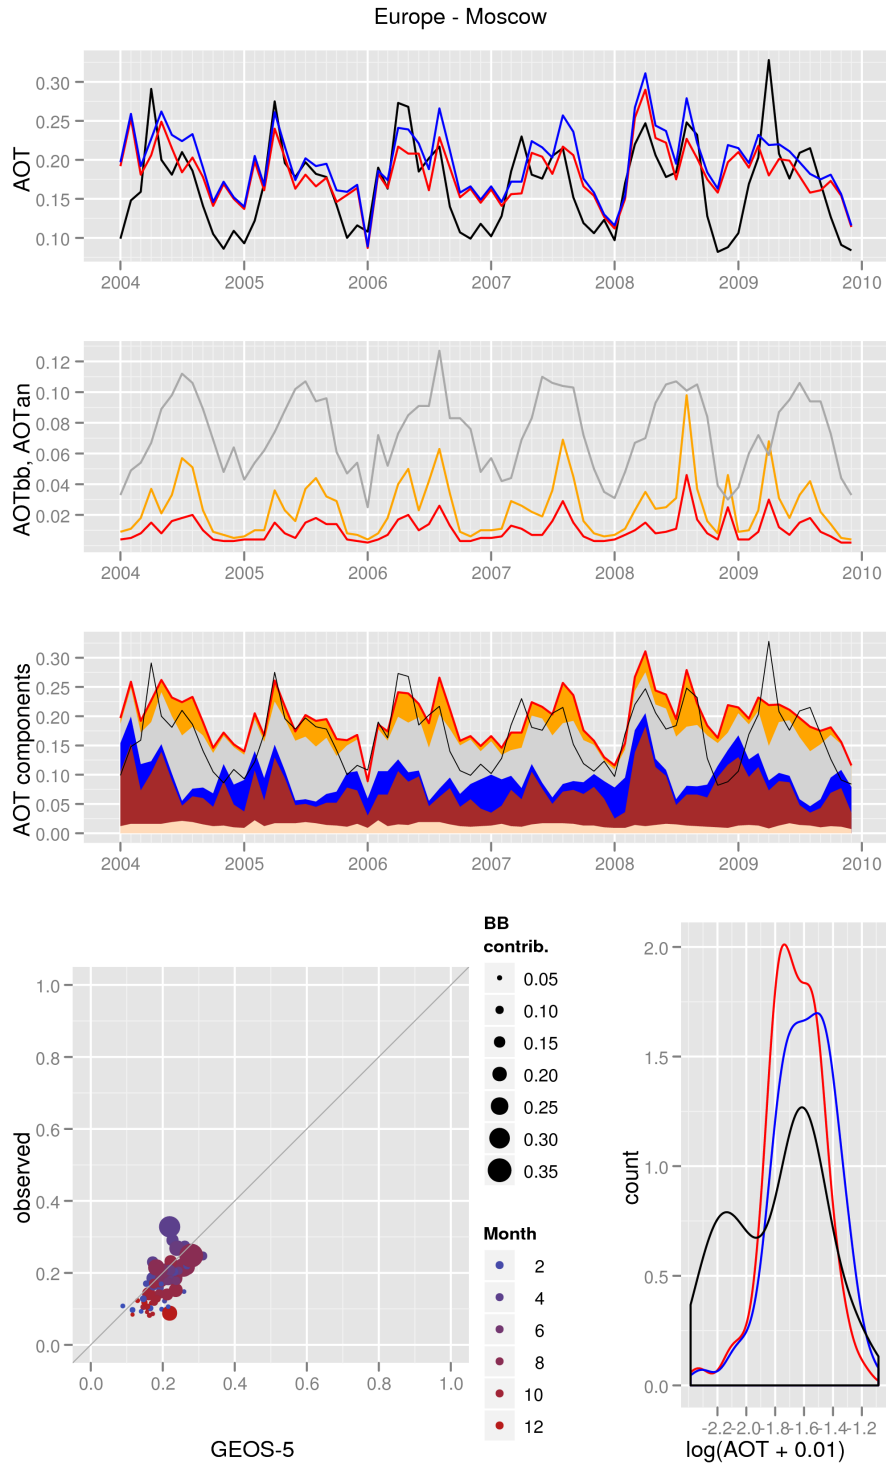 Europe - Moscow
AOT
0.30
0.25
0.20
0.15
0.10
2004 2005 2006 2007 2008 2009 2010
AOTbb, AOTan
0.12
0.10
0.08
0.06
0.04
0.02
2004 2005 2006 2007 2008 2009 2010
AOT components
0.30
0.25
0.20
0.15
0.10
0.05
0.00
2004 2005 2006 2007 2008 2009 2010
observed
1.0
0.8
0.6
0.4
0.2
0.0
0.0 0.2 0.4 0.6 0.8 1.0
GEOS-5
BB
contrib.
0.05
0.10
0.15
0.20
0.25
0.30
0.35
Month
2
4
6
8
10
12
count
2.0
1.5
1.0
0.5
0.0
-2.2 -2.0 -1.8 -1.6 -1.4 -1.2
log(AOT + 0.01)